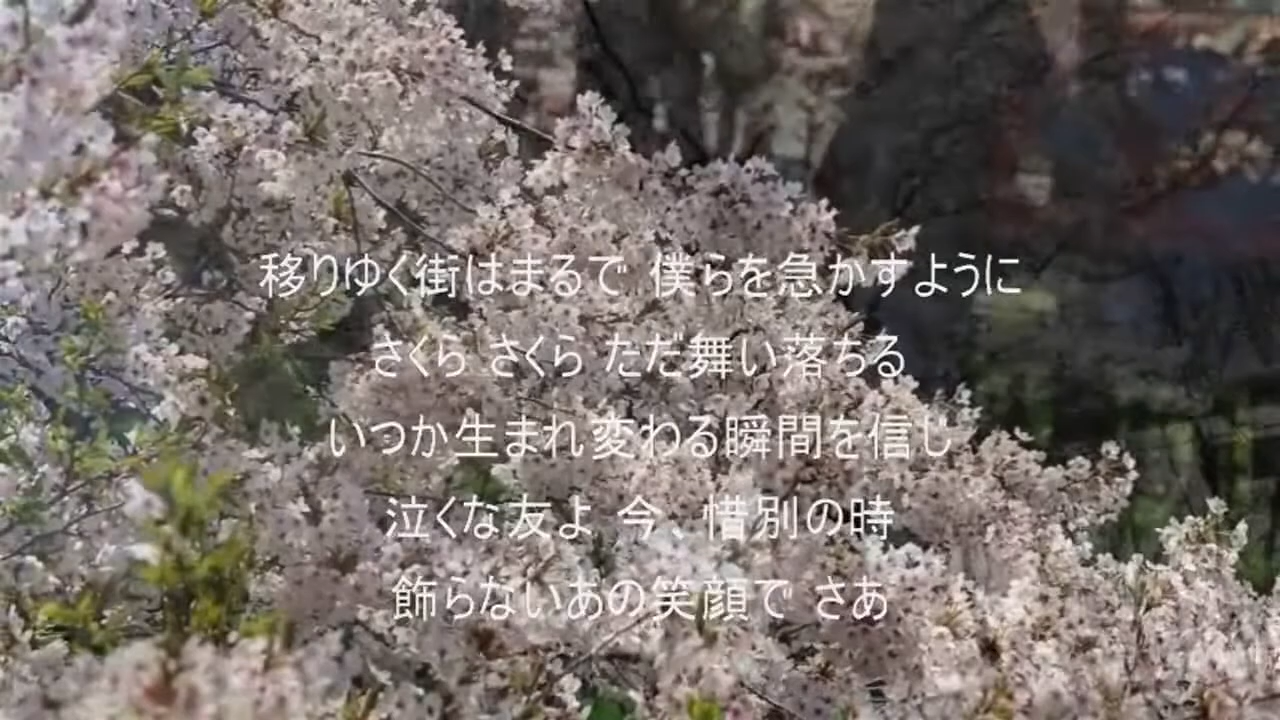 移りゆく街はまるで 僕らを急かすように
さくら さくら ただ舞い落ちる
いつか生まれ変わる瞬間を信じ
泣くな友よ 今、惜別の時
飾らないあの笑顔で さあ